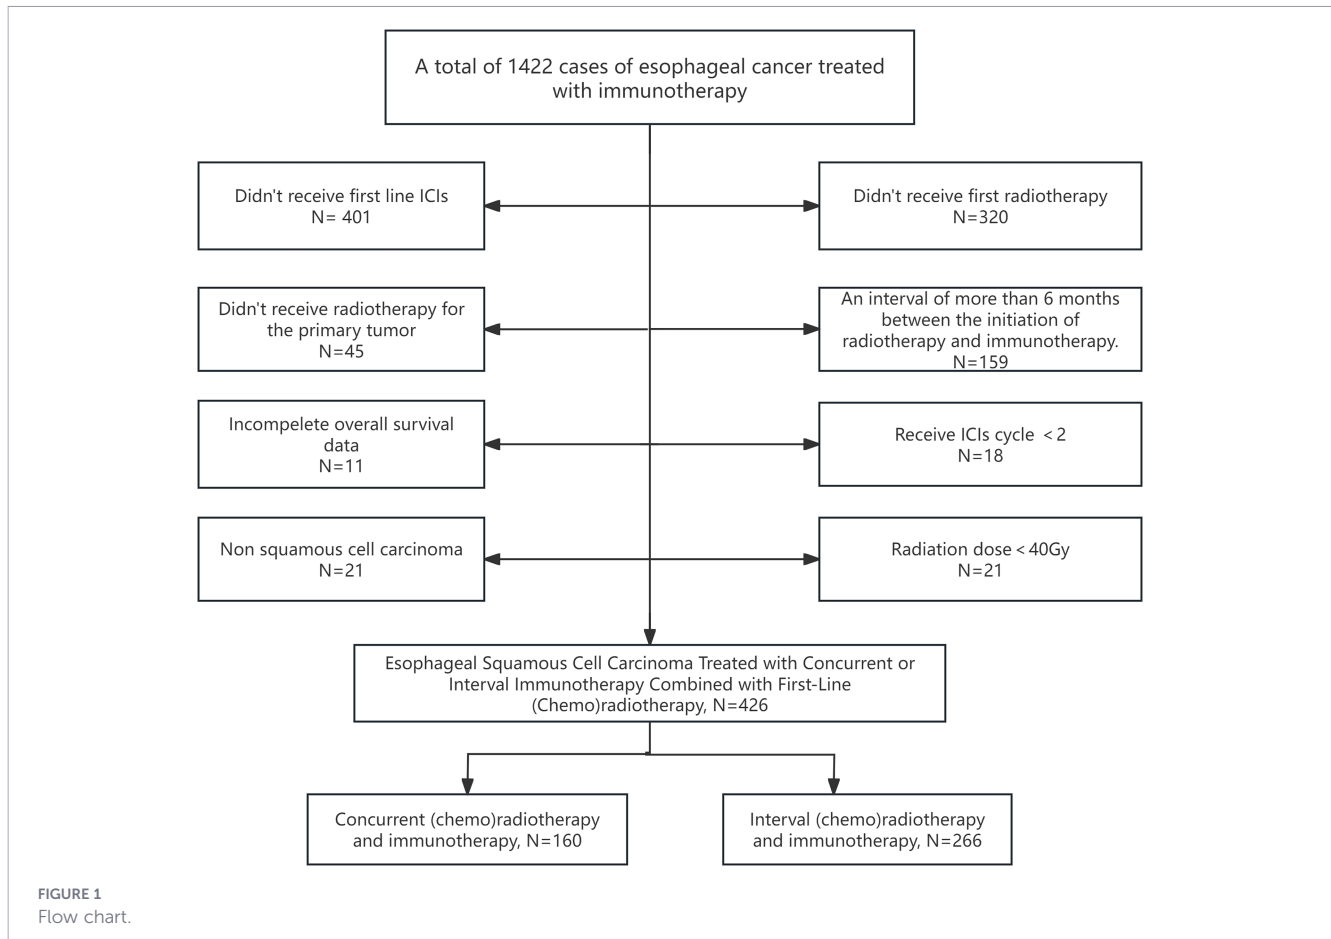 A total of 1422 cases of esophageal cancer treated
with immunotherapy
Didn't receive first line ICIs
N= 401
Didn't receive first radiotherapy
N=320
Didn't receive radiotherapy for
the primary tumor
N=45
An interval of more than 6 months
between the initiation of
radiotherapy and immunotherapy.
N=159
Incompelete overall survival
data
N=11
Receive ICIs cycle <2
N=18
Non squamous cell carcinoma
N=21
Radiation dose<40Gy
N=21
Esophageal Squamous Cell Carcinoma Treated with Concurrent or
Interval Immunotherapy Combined with First-Line
(Chemo)radiotherapy, N=426
Concurrent (chemo)radiotherapy
and immunotherapy, N=160
Interval (chemo)radiotherapy
and immunotherapy, N=266
FIGURE 1
Flow chart.